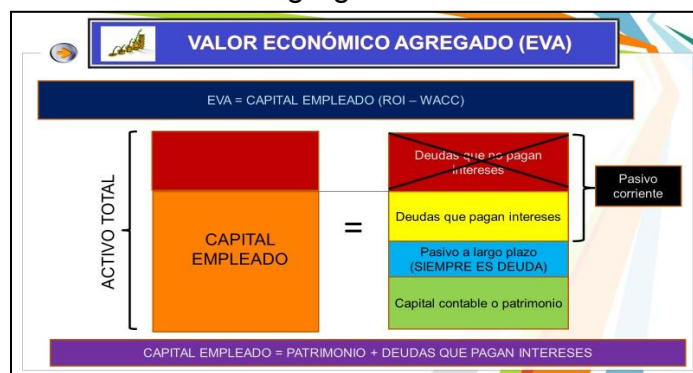 VALOR ECONÓMICO AGREGADO (EVA)
EVA = CAPITAL EMPLEADO (ROI – WACC)
ACTIVO TOTAL
CAPITAL
EMPLEADO
=
Deudas que no pagan
intereses
Deudas que pagan intereses
Pasivo a largo plazo
(SIEMPRE ES DEUDA)
Capital contable o patrimonio
Pasivo
corriente
CAPITAL EMPLEADO = PATRIMONIO + DEUDAS QUE PAGAN INTERESES